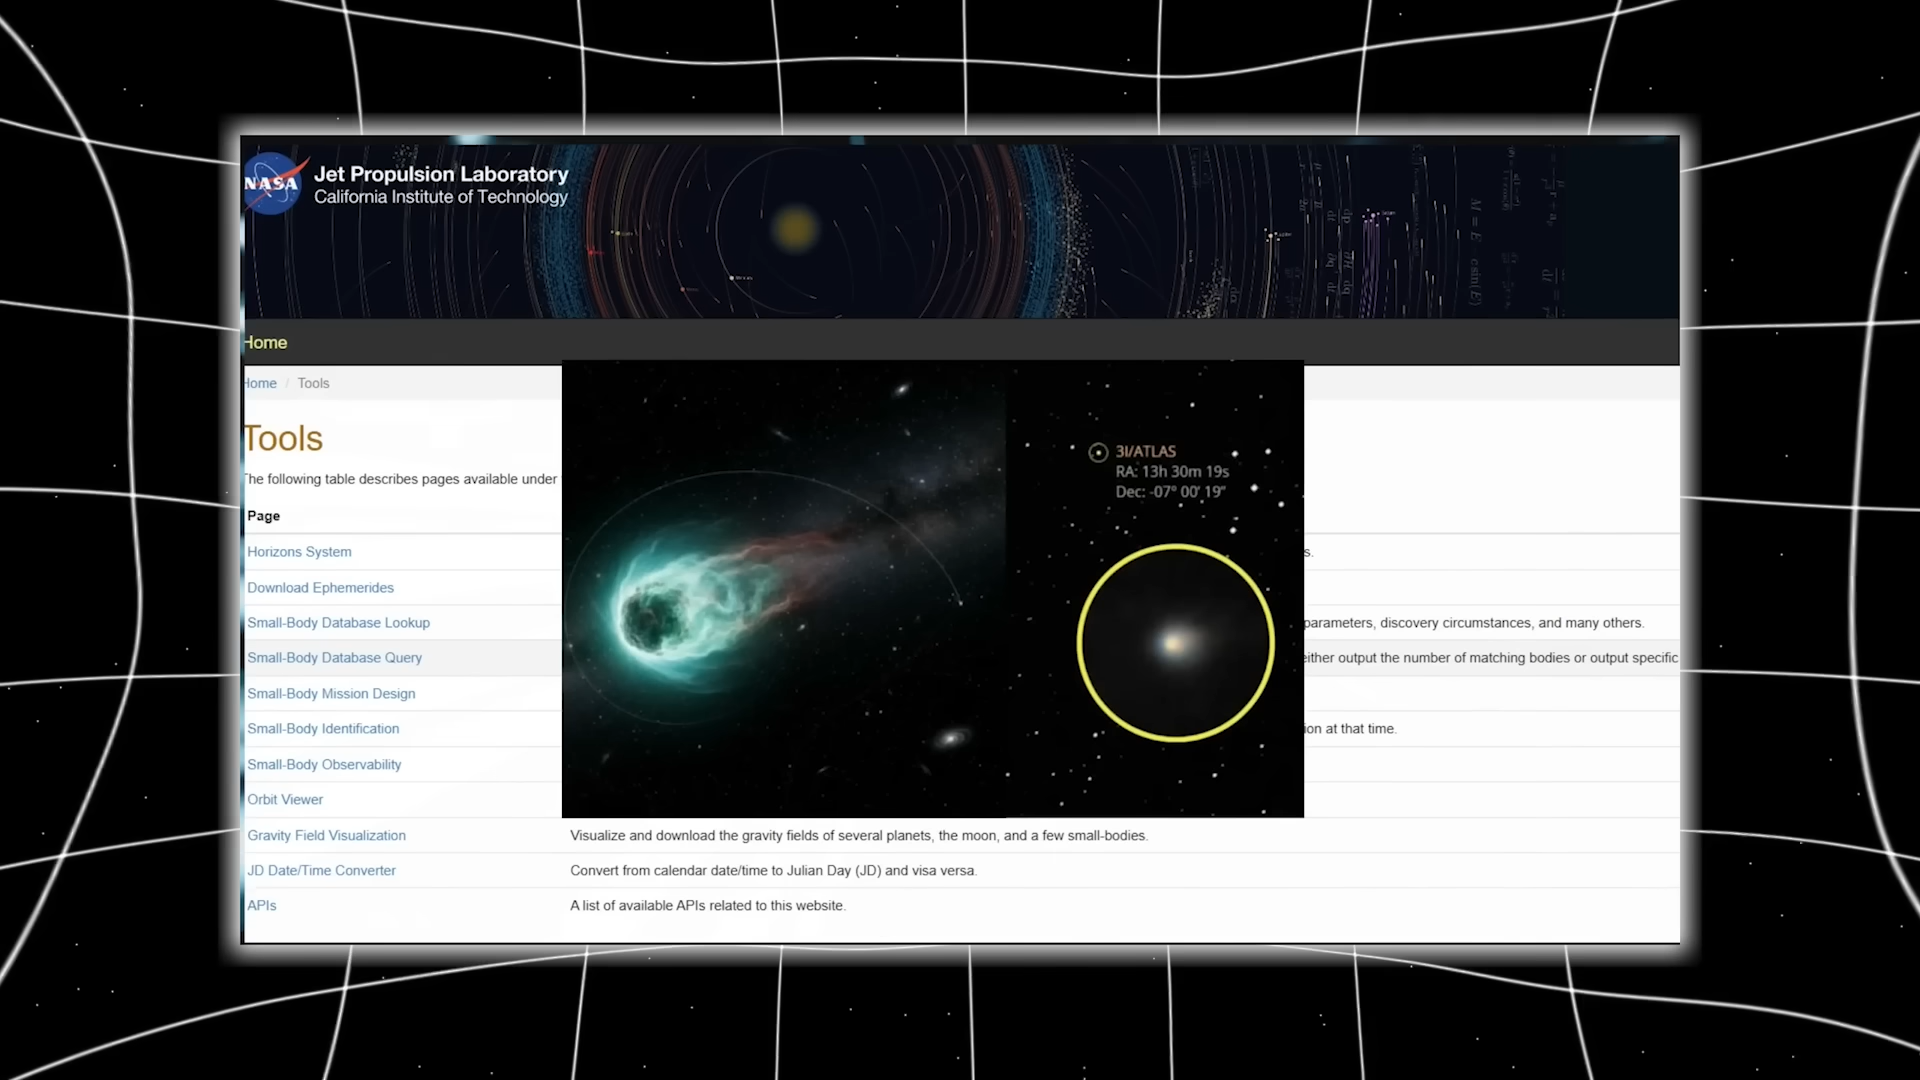 NASA
Jet Propulsion Laboratory
California Institute of Technology
Home
Home / Tools
Tools
The following table describes pages available under
Page
Horizons System
s.
Download Ephemerides
Small-Body Database Lookup
parameters, discovery circumstances, and many others.
Small-Body Database Query
either output the number of matching bodies or output specific
Small-Body Mission Design
Small-Body Identification
ion at that time.
Small-Body Observability
Orbit Viewer
Gravity Field Visualization
Visualize and download the gravity fields of several planets, the moon, and a few small-bodies.
JD Date/Time Converter
Convert from calendar date/time to Julian Day (JD) and visa versa.
APIs
A list of available APIs related to this website.
3I/ATLAS
RA: 13h 30m 19s
Dec: -07° 00' 19"